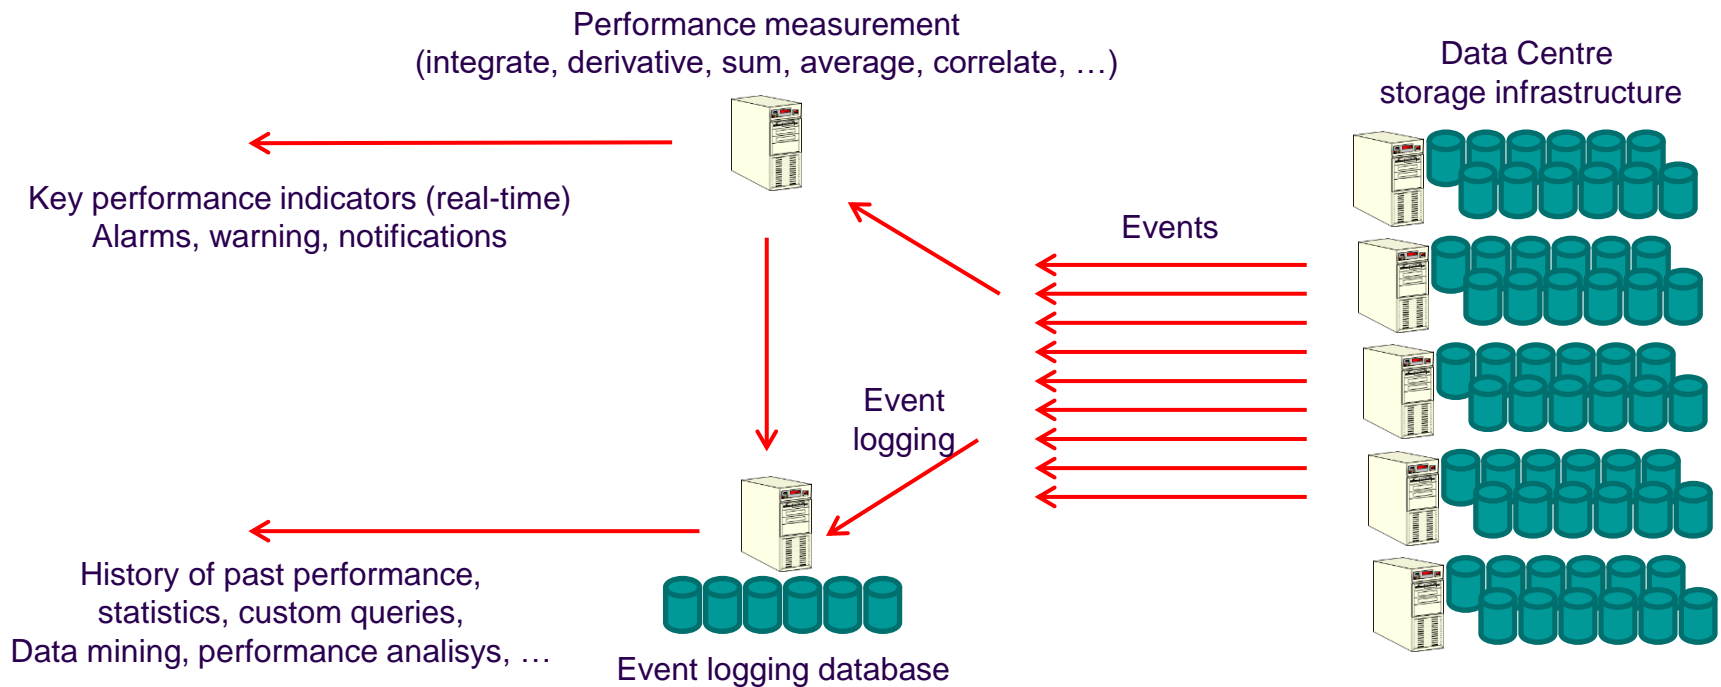 Performance measurement
(integrate, derivative, sum, average, correlate, …)
Data Centre
storage infrastructure
Key performance indicators (real-time)
Alarms, warning, notifications
Events
Event
logging
History of past performance,
statistics, custom queries,
Data mining, performance analisys, …
Event logging database